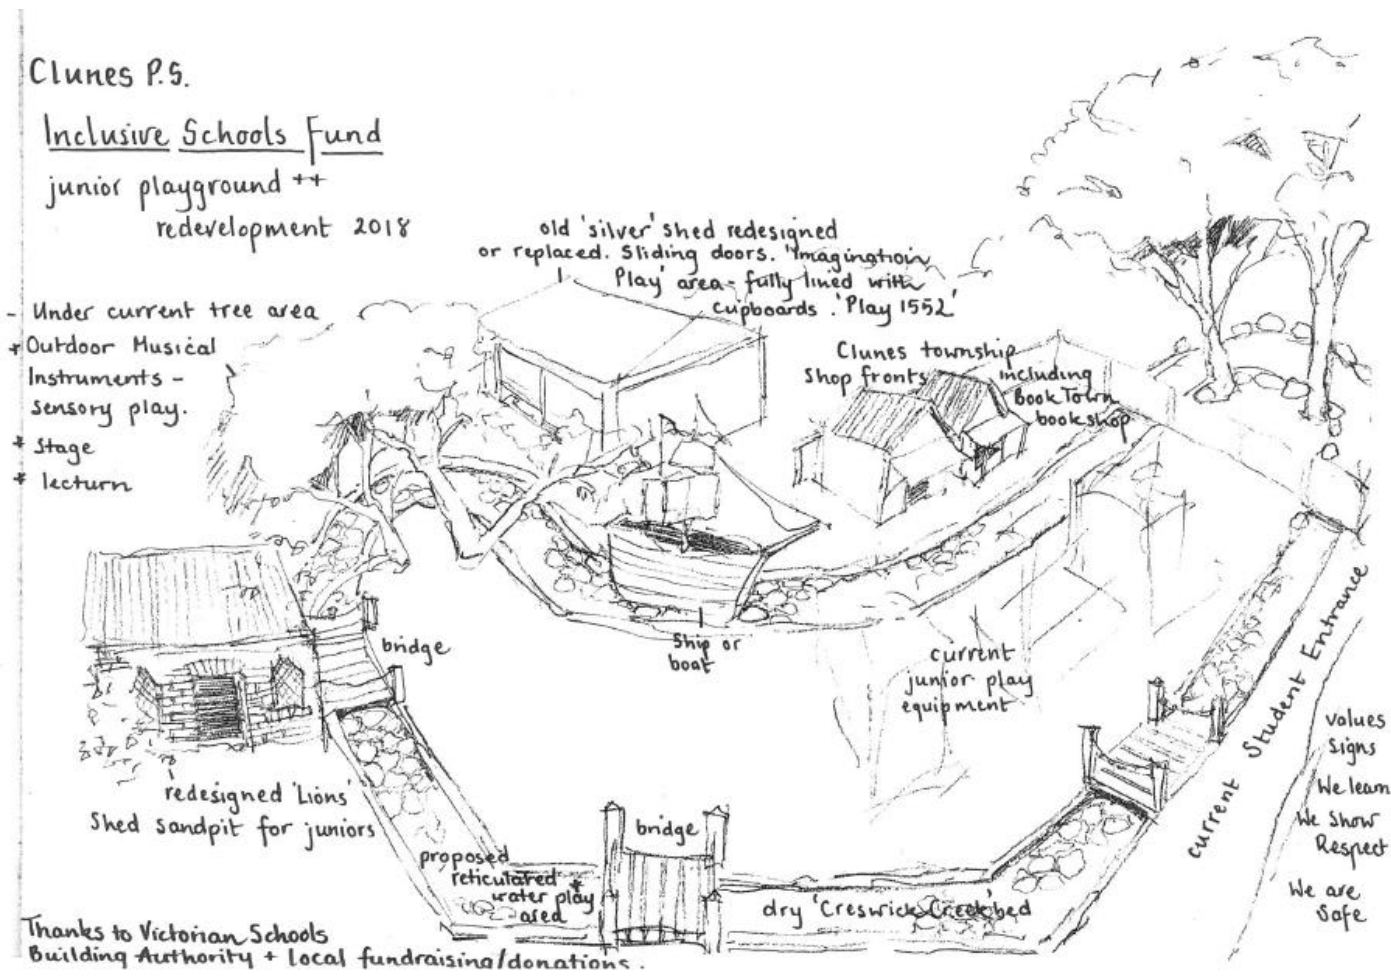 Clunes P.S.
Inclusive Schools Fund
junior playground ++
redevelopment 2018
old 'silver' shed redesigned
or replaced. Sliding doors. 'Imagination
Play' area - fully lined with
cupboards. 'Play 1552'
- Under current tree area
* Outdoor Musical
Instruments -
sensory play.
* Stage
* lecturn
Clunes township
Shop fronts
including
Book Town
bookshop
bridge
Ship or
boat
current
junior play
equipment
current Student Entrance
values
signs
We learn
We Show
Respect
We are
Safe
redesigned 'Lions'
Shed sandpit for juniors
proposed
reticulated +
water play
area
bridge
dry 'Creswick Creek' bed
Thanks to Victorian Schools
Building Authority + local fundraising/donations.